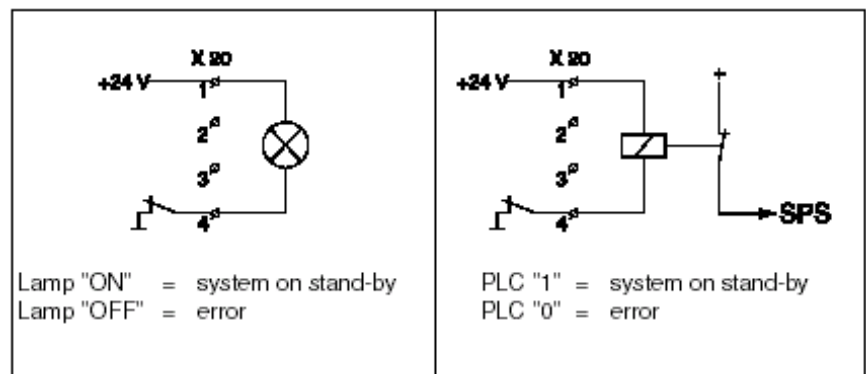 X 20
+24 V
1
2
3
4
Lamp "ON" = system on stand-by
Lamp "OFF" = error
X 20
+24 V
1
2
3
4
+
SPS
PLC "1" = system on stand-by
PLC "0" = error